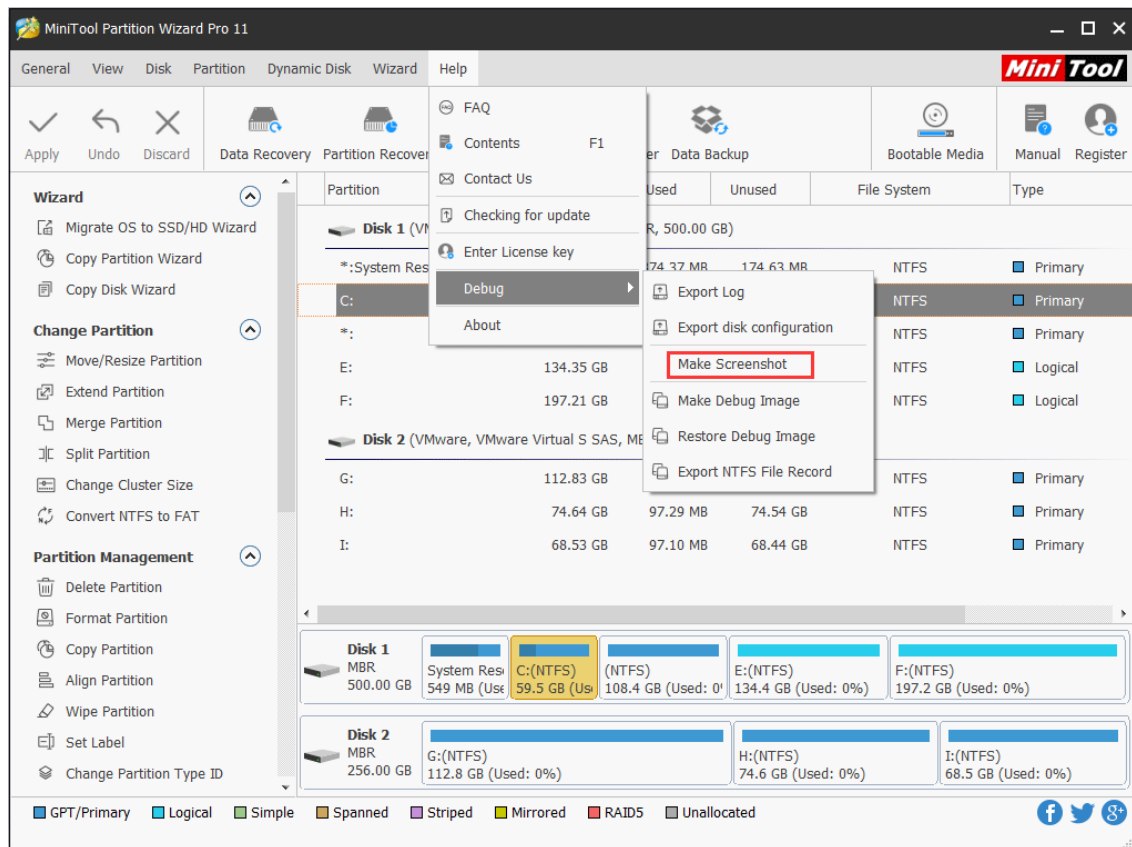 MiniTool Partition Wizard Pro 11
General View Disk Partition Dynamic Disk Wizard Help
Mini Tool
Apply Undo Discard Data Recovery Partition Recover er Data Backup Bootable Media Manual Register
FAQ
Contents F1
Contact Us
Checking for update
Enter License key
Debug
About
Export Log
Export disk configuration
Make Screenshot
Make Debug Image
Restore Debug Image
Export NTFS File Record
Wizard
Migrate OS to SSD/HD Wizard
Copy Partition Wizard
Copy Disk Wizard
Change Partition
Move/Resize Partition
Extend Partition
Merge Partition
Split Partition
Change Cluster Size
Convert NTFS to FAT
Partition Management
Delete Partition
Format Partition
Copy Partition
Align Partition
Wipe Partition
Set Label
Change Partition Type ID
Partition Used Unused File System Type
Disk 1 (VM R, 500.00 GB)
*:System Res 374.37 MB 174.63 MB NTFS Primary
C: NTFS Primary
*: NTFS Primary
E: 134.35 GB NTFS Logical
F: 197.21 GB NTFS Logical
Disk 2 (VMware, VMware Virtual S SAS, MB
G: 112.83 GB NTFS Primary
H: 74.64 GB 97.29 MB 74.54 GB NTFS Primary
I: 68.53 GB 97.10 MB 68.44 GB NTFS Primary
Disk 1
MBR
500.00 GB
System Rese
549 MB (Use
C:(NTFS)
59.5 GB (Use
(NTFS)
108.4 GB (Used: 0%
E:(NTFS)
134.4 GB (Used: 0%)
F:(NTFS)
197.2 GB (Used: 0%)
Disk 2
MBR
256.00 GB
G:(NTFS)
112.8 GB (Used: 0%)
H:(NTFS)
74.6 GB (Used: 0%)
I:(NTFS)
68.5 GB (Used: 0%)
GPT/Primary Logical Simple Spanned Striped Mirrored RAID5 Unallocated